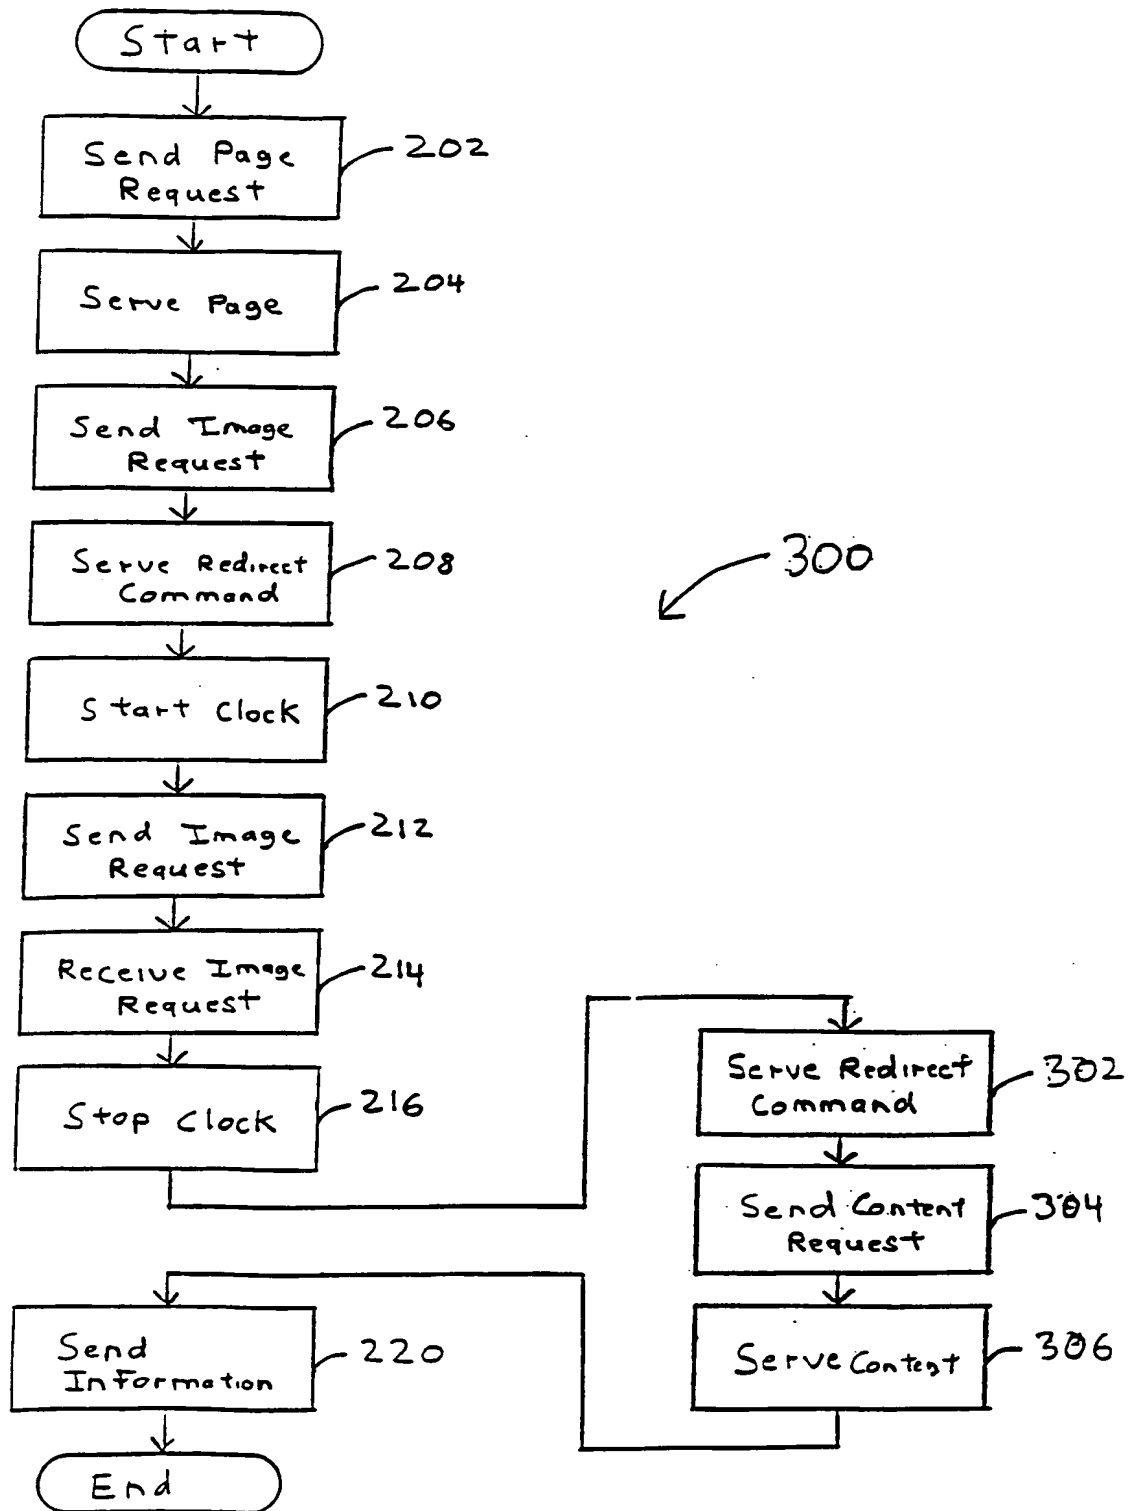 Start
Send Page
Request
202
Serve Page
204
Send Image
Request
206
Serve Redirect
Command
208
300
Start Clock
210
Send Image
Request
212
Receive Image
Request
214
Stop Clock
216
Serve Redirect
Command
302
Send Content
Request
304
Serve Content
306
Send
Information
220
End